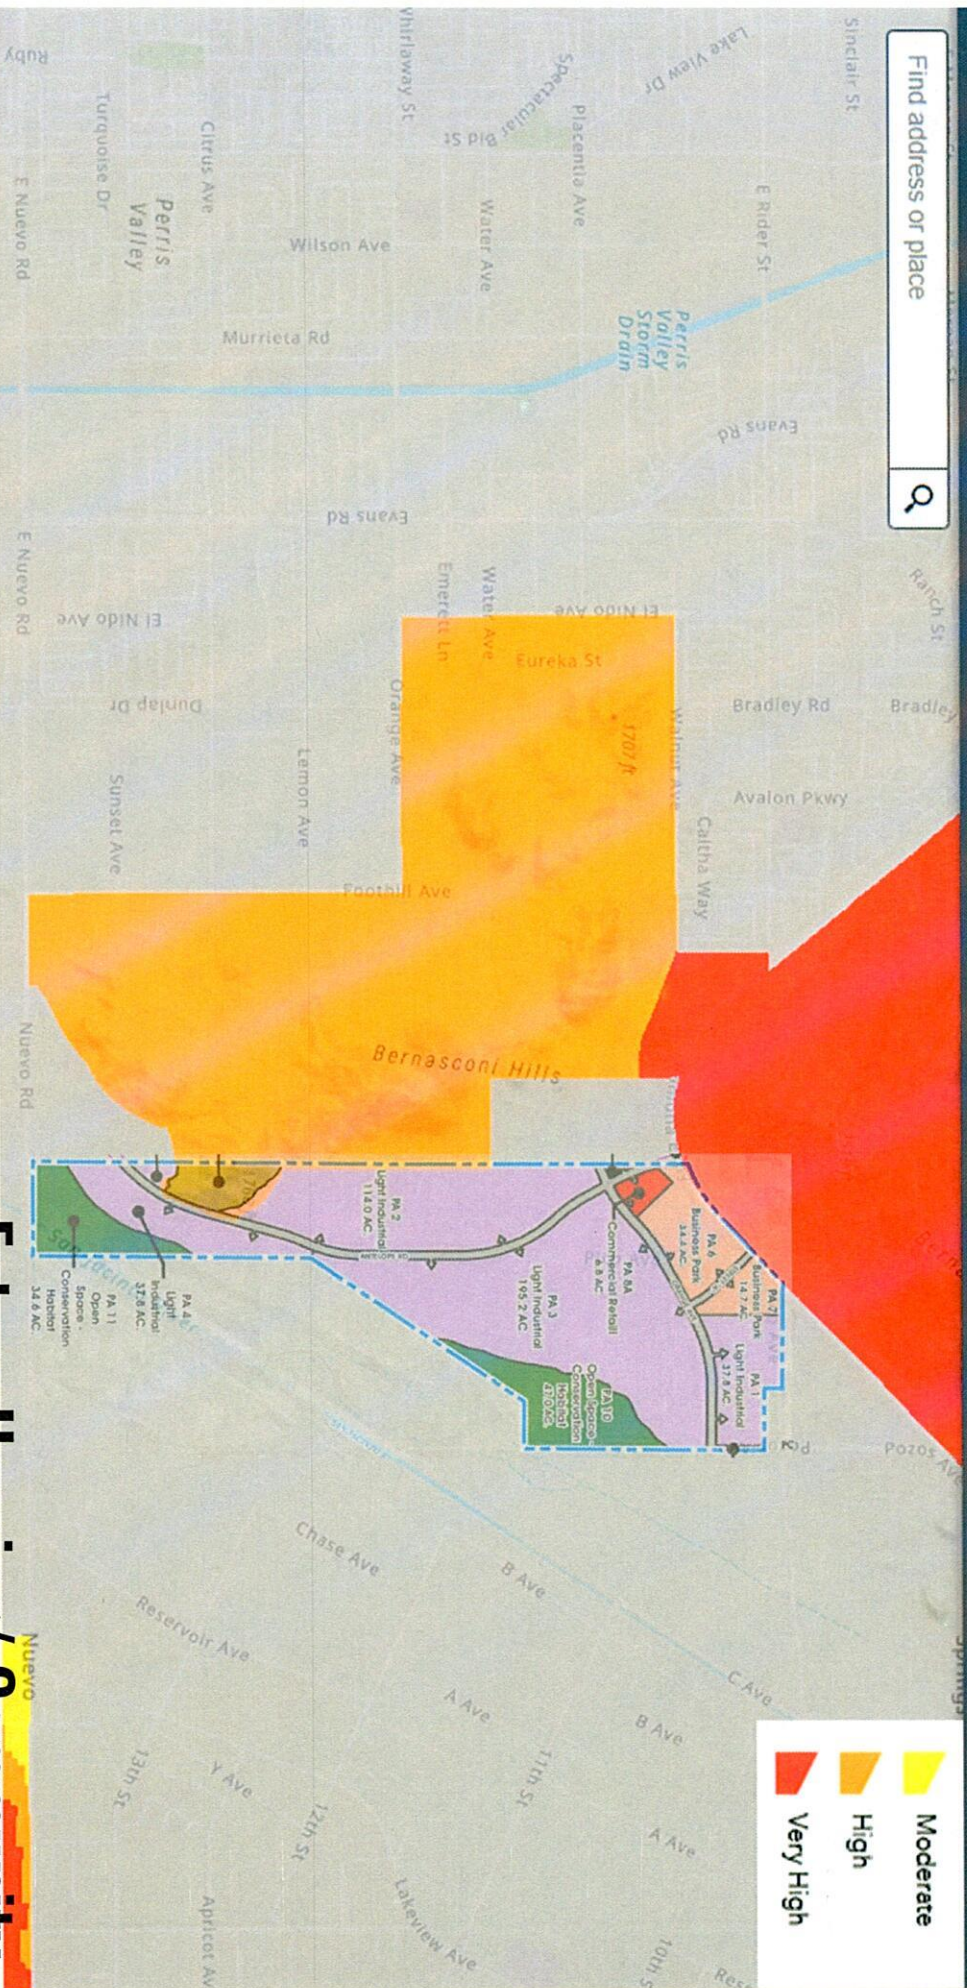 Find address or place
Moderate
High
Very High
Sinclair St
Lake View Dr
Spectacular
Bid St
Placentia Ave
E Rider St
Whirlaway St
Water Ave
Wilson Ave
Citrus Ave
Turquoise Dr
Ruby
Perris
Valley
E Nuevo Rd
Murrieta Rd
Perris
Valley
Storm
Drain
Evans Rd
Evans Rd
Ranch St
El Nido Ave
Water Ave
Emerett Ln
El Nido Ave
E Nuevo Rd
Eureka St
Bradley Rd
Bradley
Dunlap Dr
Orange Ave
1707 ft
Walnut Ave
Avalon Pkwy
Lemon Ave
Sunset Ave
Caltha Way
Foothill Ave
Bernasconi Hills
Nuevo Rd
PA 7
Business Park
14.7 AC.
PA 1
Light Industrial
37.8 AC.
PA 6
Business Park
PA 8A
Commercial Retail
6.8 AC.
PA 3
Light Industrial
195.2 AC.
PA 2
Light Industrial
114.0 AC.
PA 10
Open Space -
Conservation
Habitat
PA 4
Light
Industrial
PA 11
Open
Space -
Conservation
Habitat
34.6 AC.
Pozos Ave
Chase Ave
B Ave
Reservoir Ave
C Ave
A Ave
B Ave
Nuevo
13th St
Y Ave
11th St
12th St
A Ave
Lakeview Ave
Apricot Av
10th S